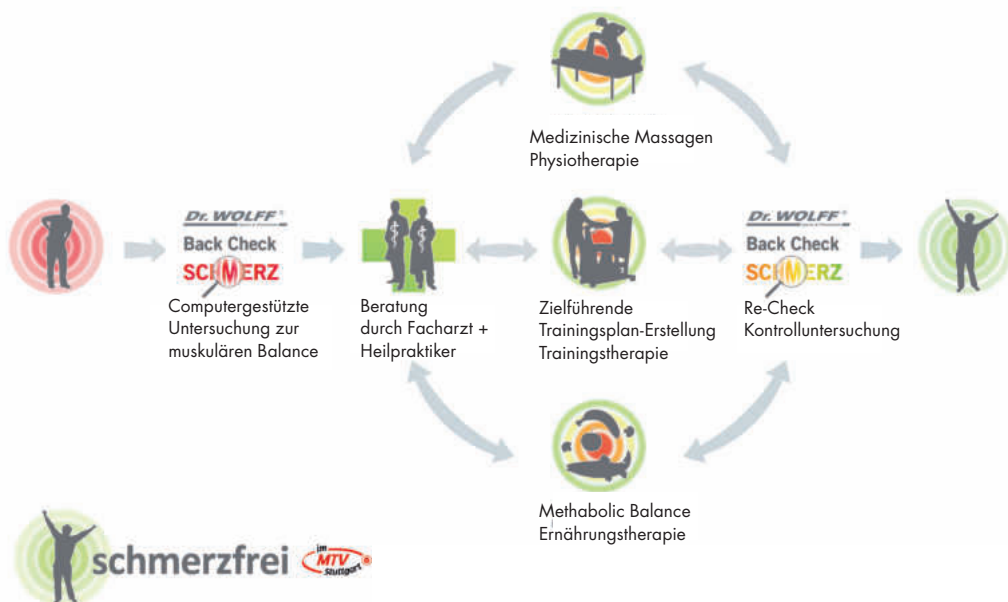 Medizinische Massagen
Physiotherapie
Dr. WOLFF®
Back Check
SCHMERZ
Computergestützte
Untersuchung zur
muskulären Balance
Beratung
durch Facharzt +
Heilpraktiker
Zielführende
Trainingsplan-Erstellung
Trainingstherapie
Dr. WOLFF®
Back Check
SCHMERZ
Re-Check
Kontrolluntersuchung
Methabolic Balance
Ernährungstherapie
schmerzfrei
im
MTV
Stuttgart